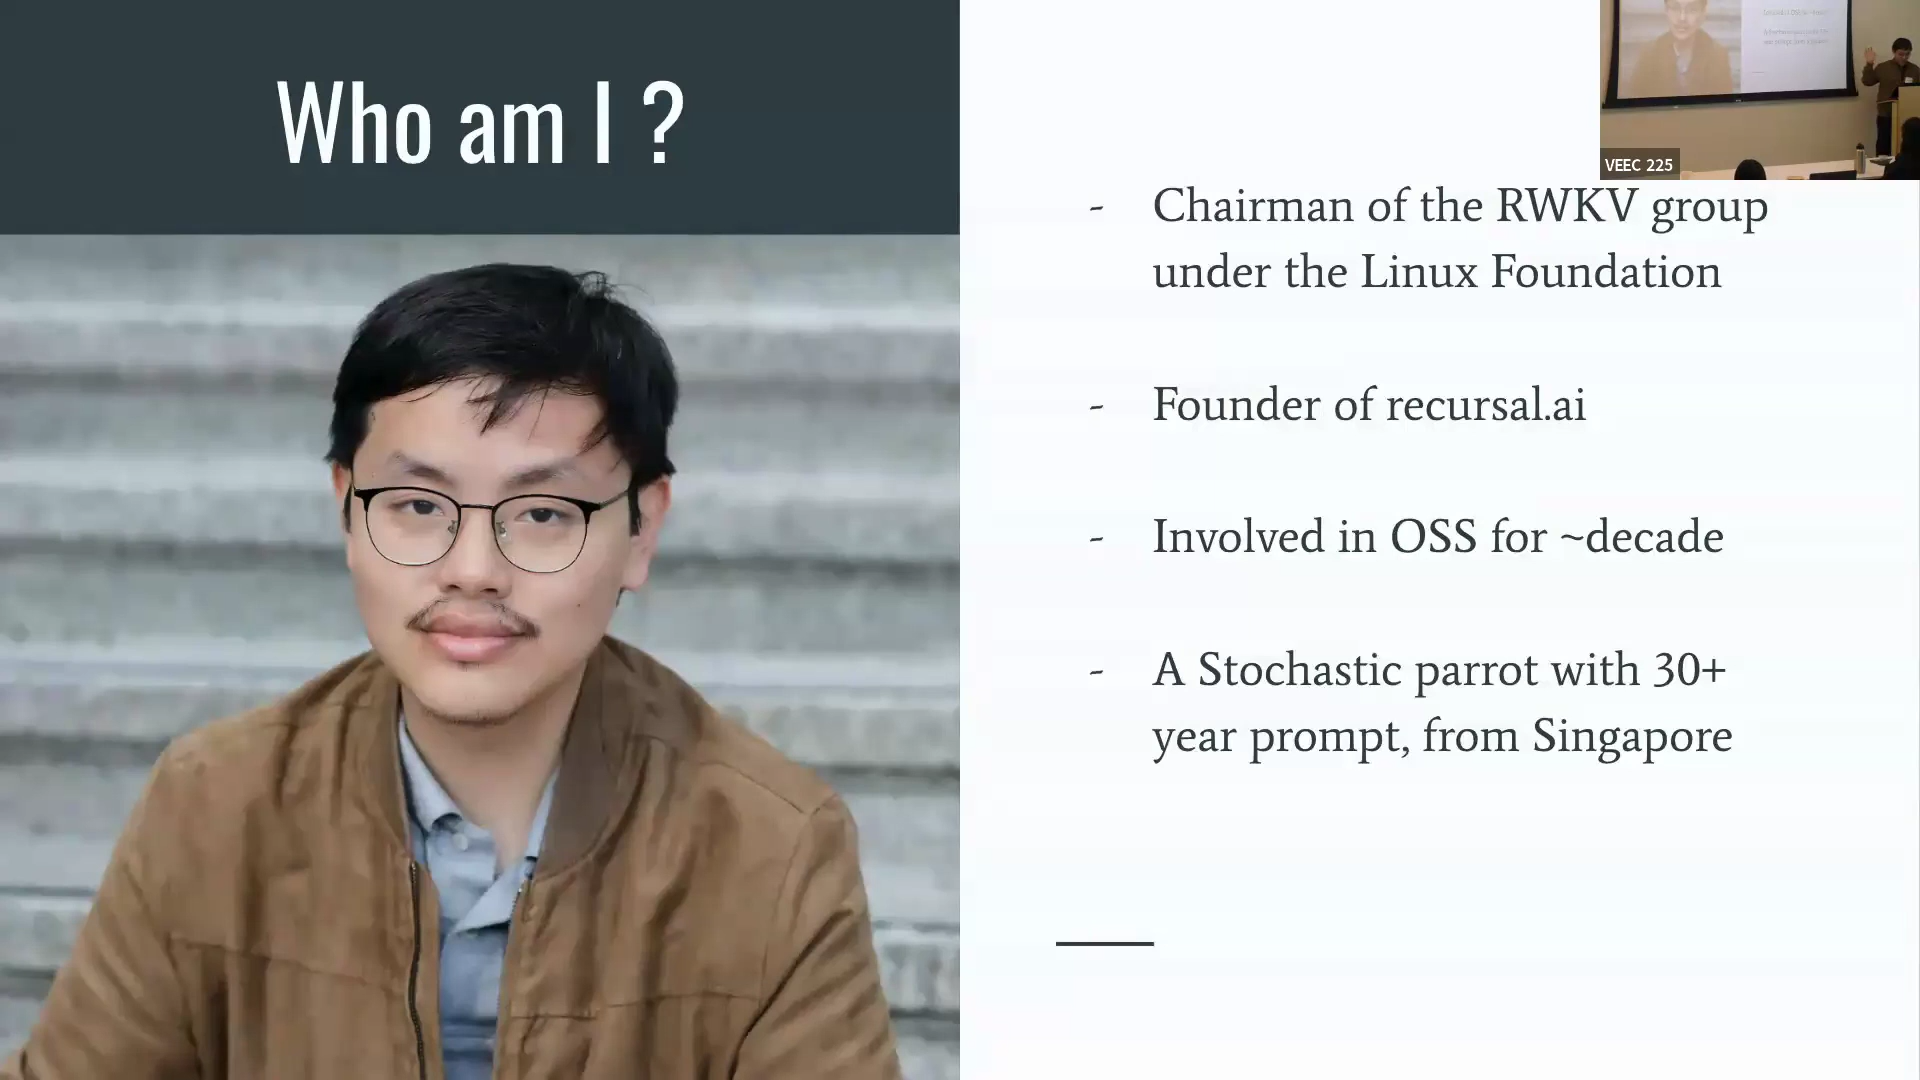 Who am I ?
VEEC 225
- Chairman of the RWKV group
under the Linux Foundation
- Founder of recursal.ai
- Involved in OSS for ~decade
- A Stochastic parrot with 30+
year prompt, from Singapore